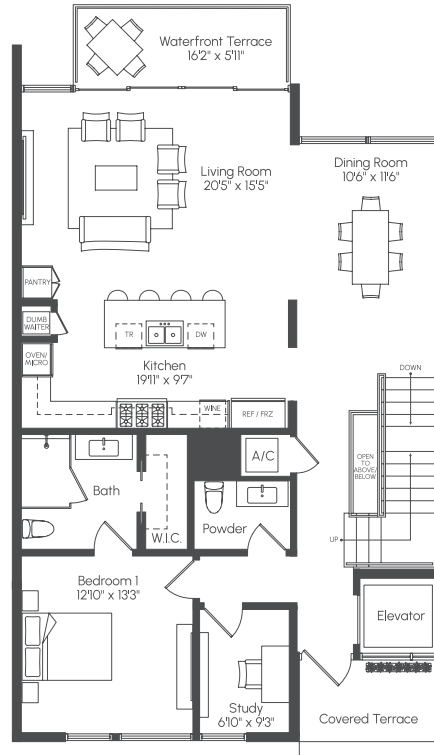 Waterfront Terrace
16'2" x 5'11"
Living Room
20'5" x 15'5"
Dining Room
10'6" x 11'6"
PANTRY
DUMB
WAITER
OVEN/
MICRO
TR
DW
Kitchen
19'11" x 9'7"
WINE
REF / FRZ
DOWN
OPEN
TO
ABOVE/
BELOW
A/C
Bath
W.I.C.
Powder
UP
Bedroom 1
12'10" x 13'3"
Elevator
Study
6'10" x 9'3"
Covered Terrace